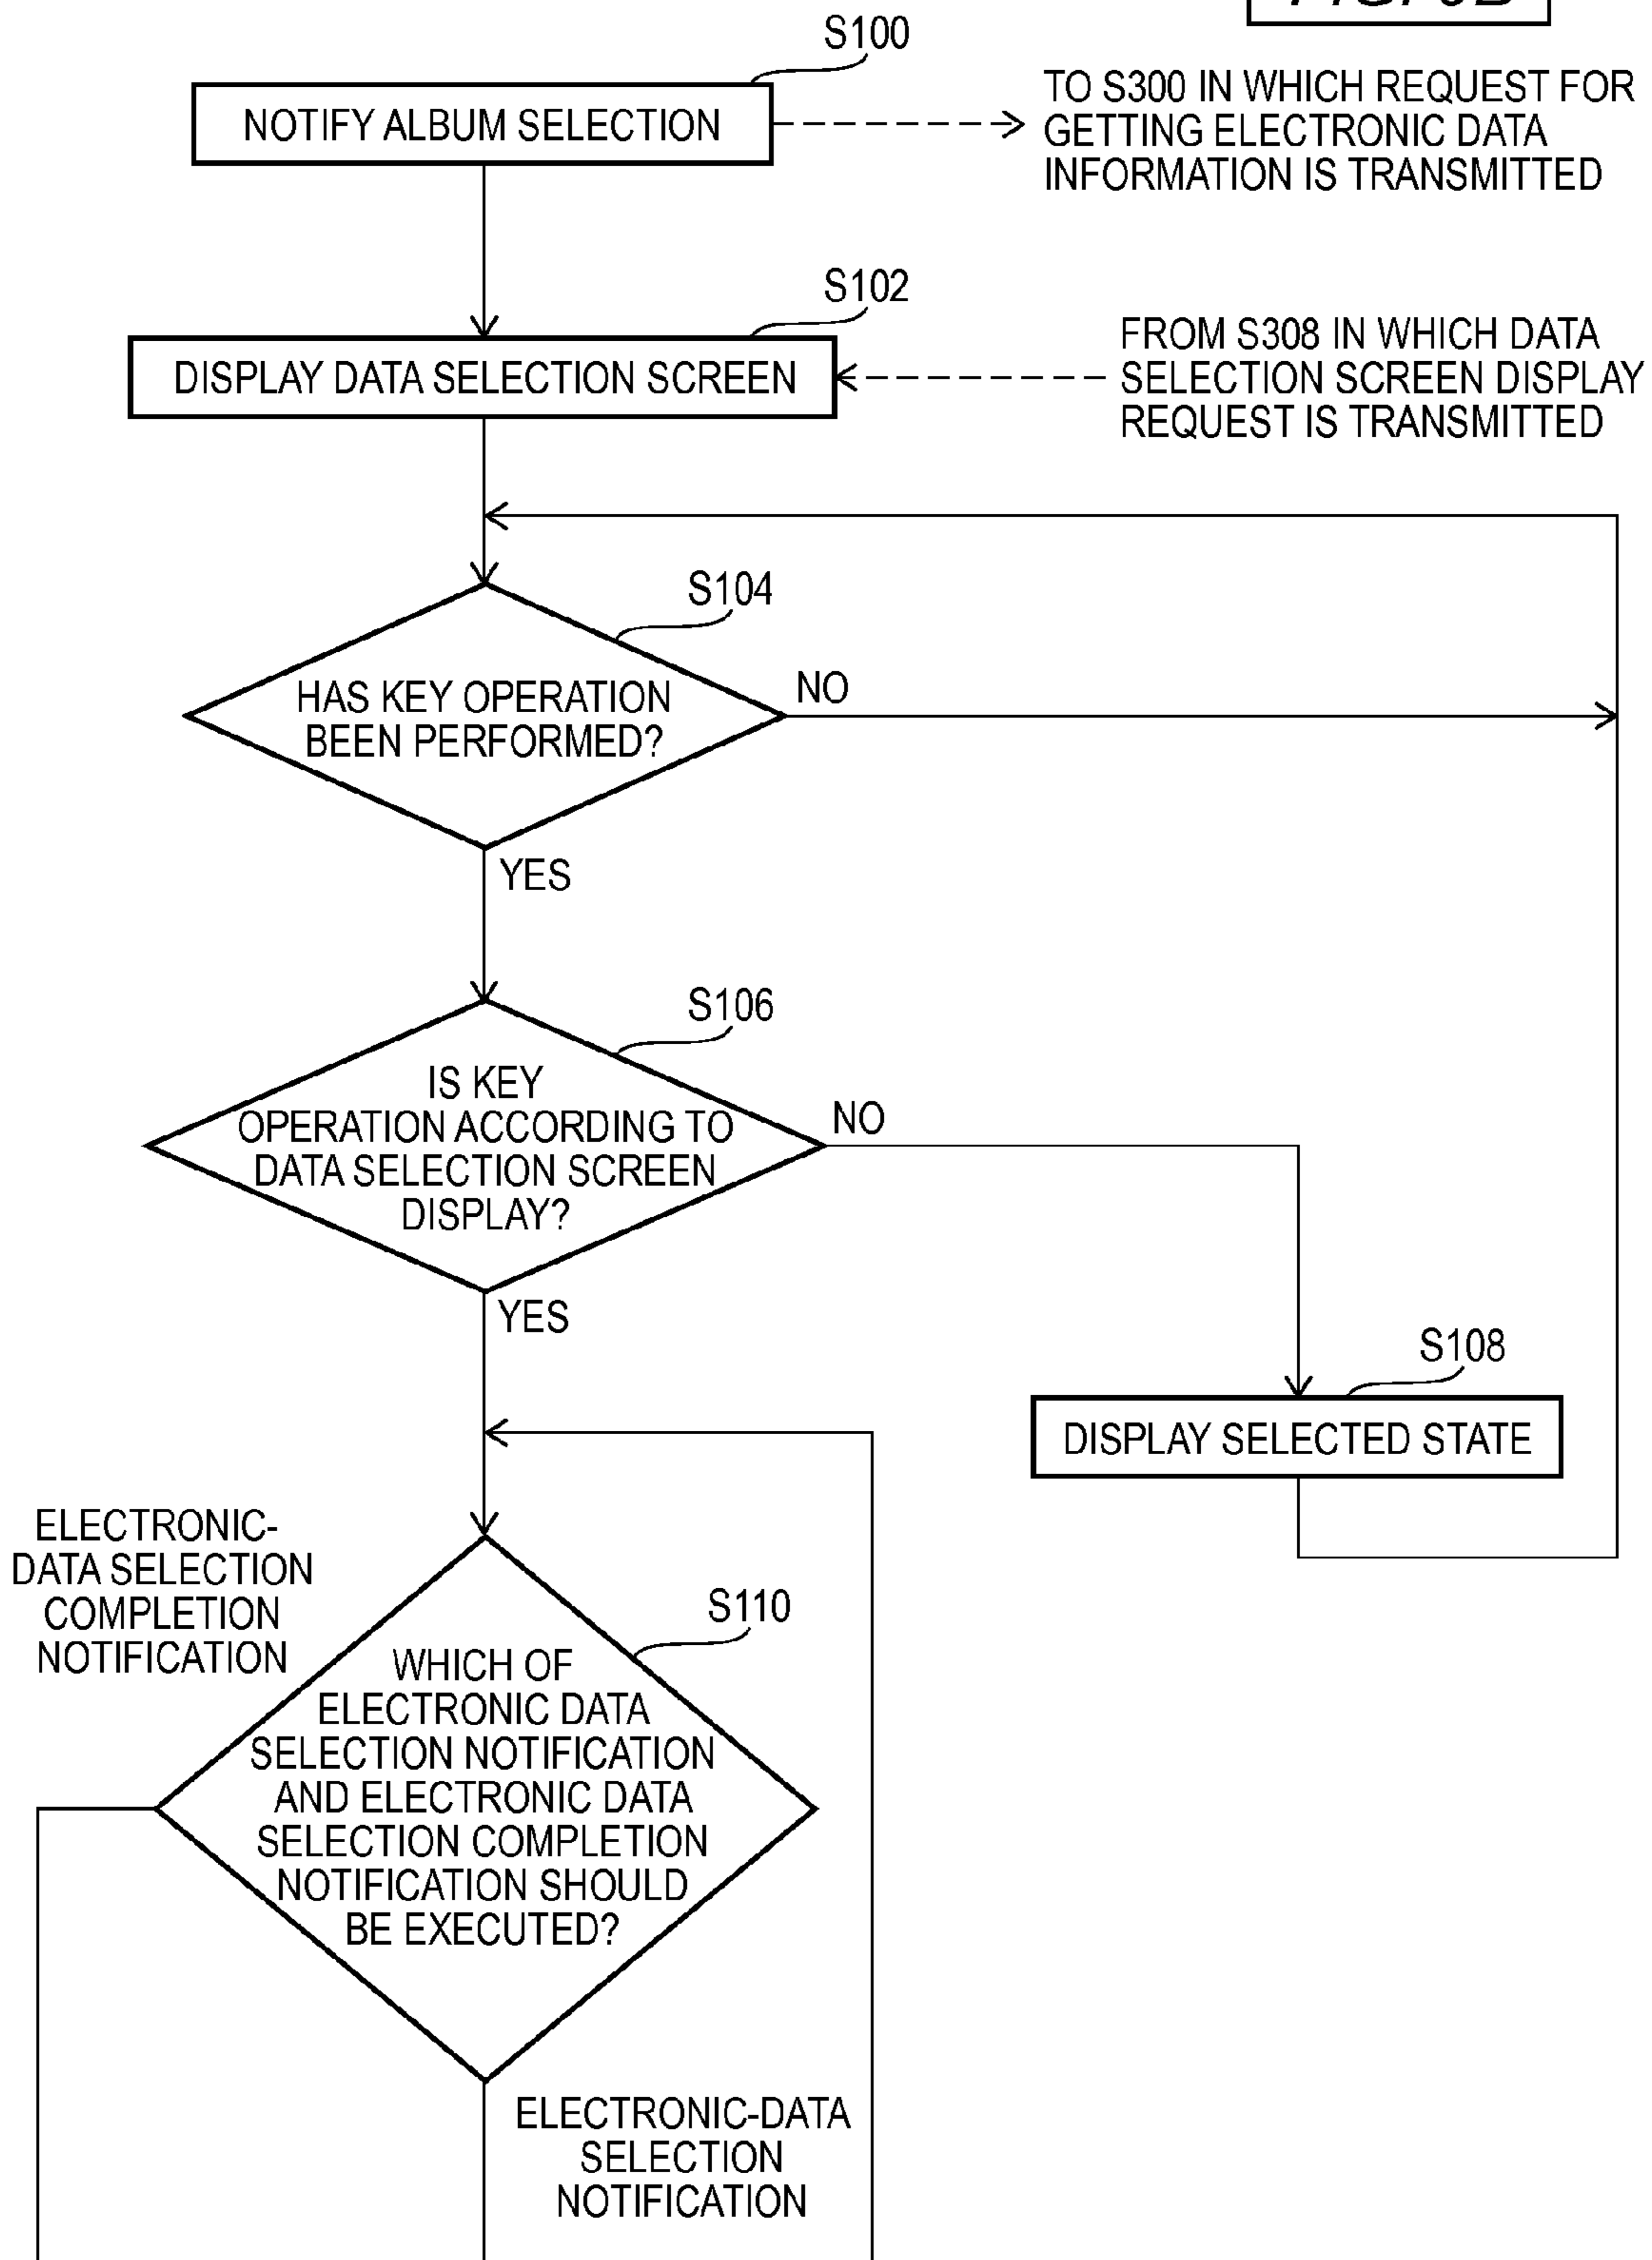 S100
NOTIFY ALBUM SELECTION
TO S300 IN WHICH REQUEST FOR
GETTING ELECTRONIC DATA
INFORMATION IS TRANSMITTED
S102
DISPLAY DATA SELECTION SCREEN
FROM S308 IN WHICH DATA
SELECTION SCREEN DISPLAY
REQUEST IS TRANSMITTED
S104
HAS KEY OPERATION
BEEN PERFORMED?
NO
YES
S106
IS KEY
OPERATION ACCORDING TO
DATA SELECTION SCREEN
DISPLAY?
NO
YES
S108
DISPLAY SELECTED STATE
ELECTRONIC-
DATA SELECTION
COMPLETION
NOTIFICATION
S110
WHICH OF
ELECTRONIC DATA
SELECTION NOTIFICATION
AND ELECTRONIC DATA
SELECTION COMPLETION
NOTIFICATION SHOULD
BE EXECUTED?
ELECTRONIC-DATA
SELECTION
NOTIFICATION